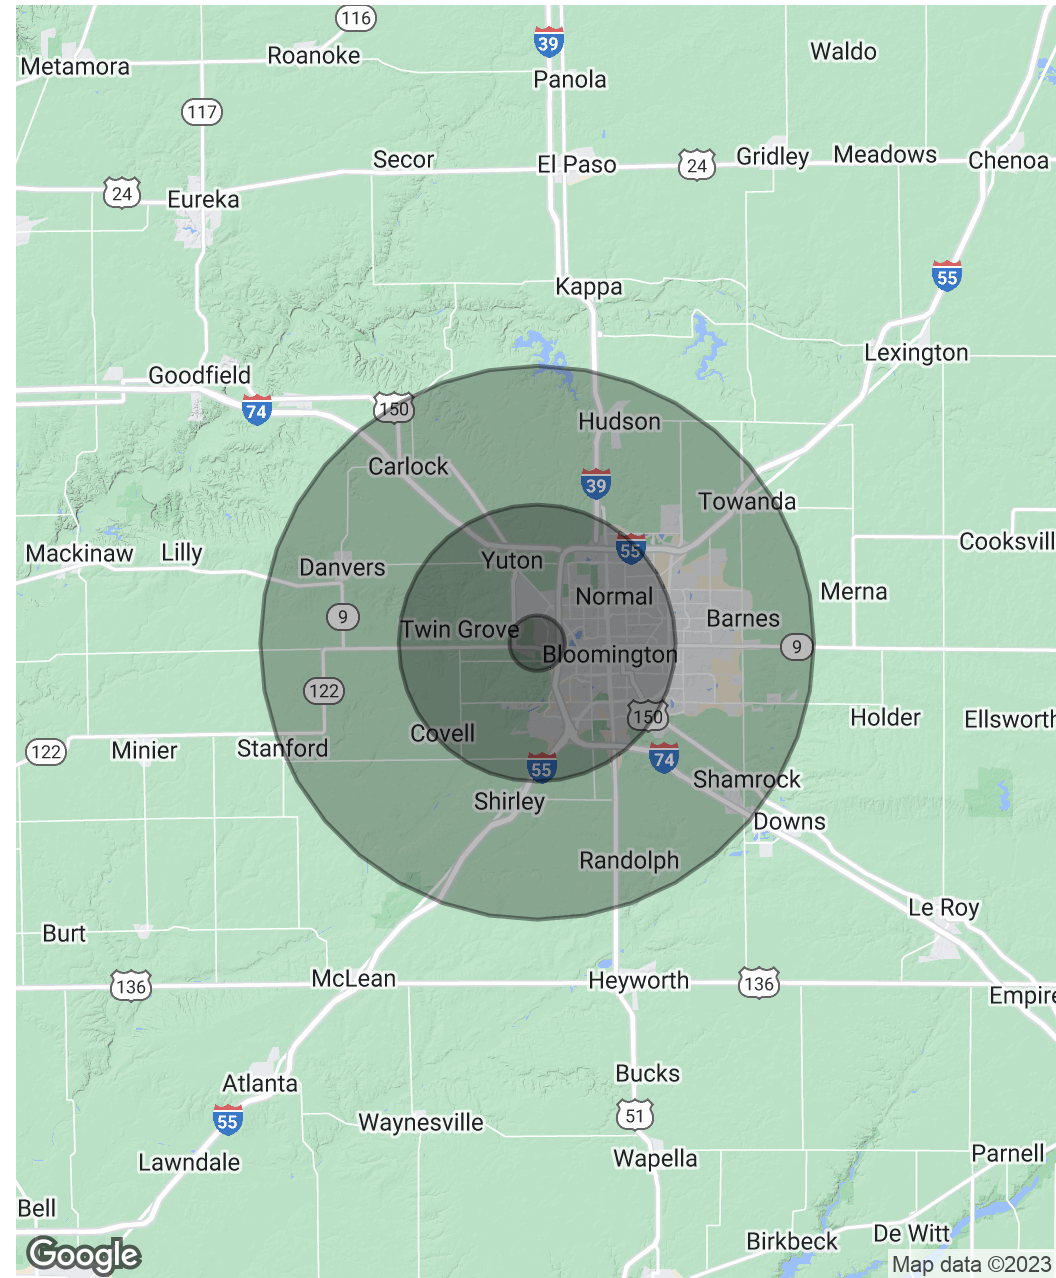 116
Metamora
Roanoke
39
Waldo
Panola
117
Secor
El Paso
24
Gridley
Meadows
Chenoa
24
Eureka
55
Kappa
Lexington
Goodfield
74
150
Hudson
Carlock
39
Towanda
Mackinaw
Lilly
Danvers
Yuton
55
Cooksvill
Merna
Normal
9
Twin Grove
Barnes
Bloomington
9
122
150
Holder
Ellsworth
122
Minier
Stanford
Covell
55
74
Shamrock
Shirley
Downs
Randolph
Le Roy
Burt
McLean
136
Heyworth
136
Empire
Bucks
Atlanta
55
Waynesville
51
Lawndale
Wapella
Parnell
Bell
De Witt
Birkbeck
Google
Map data ©2023